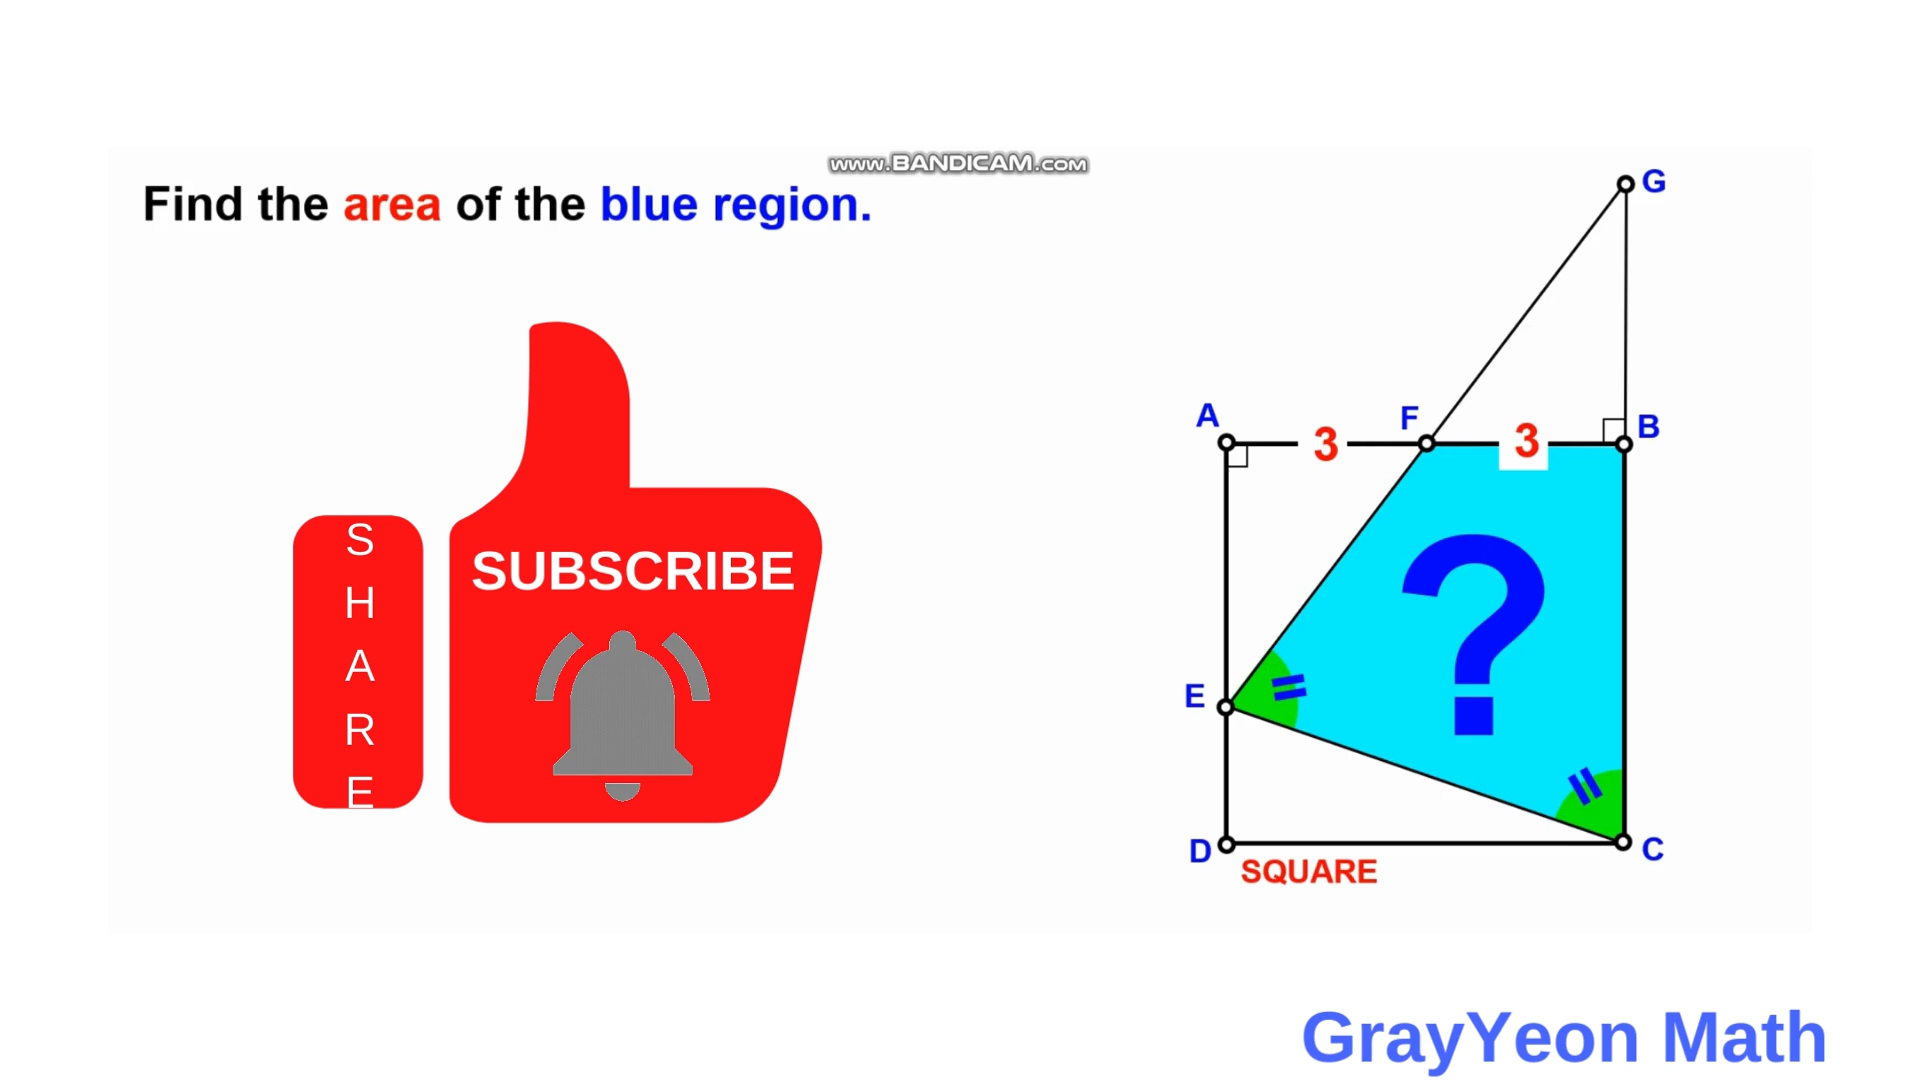 www.BANDICAM.com
Find the area of the blue region.
G
A
F
B
3
3
S
H
A
R
E
SUBSCRIBE
?
E
D
C
SQUARE
GrayYeon Math